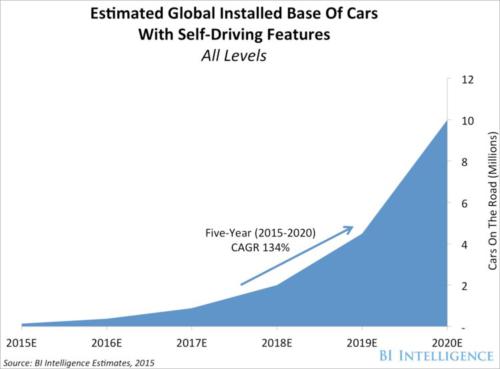 Estimated Global Installed Base Of Cars
With Self-Driving Features
All Levels
12
10
8
6
4
2
-
Cars On The Road (Millions)
Five-Year (2015-2020)
CAGR 134%
2015E 2016E 2017E 2018E 2019E 2020E
Source: BI Intelligence Estimates, 2015
BI INTELLIGENCE